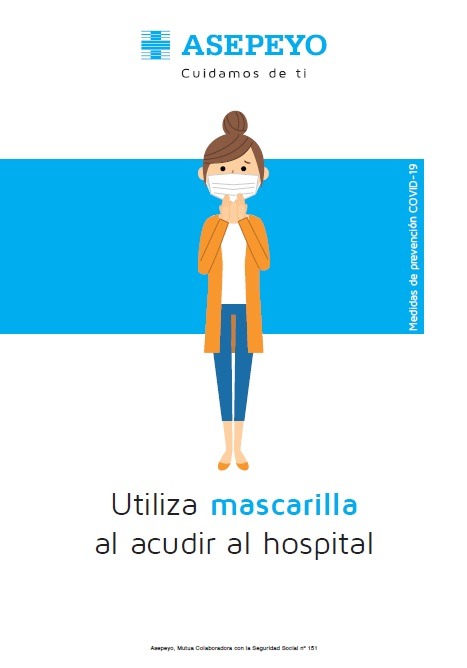 ASEPEYO
Cuidamos de ti
Medidas de prevención COVID-19
Utiliza mascarilla
al acudir al hospital
Asepeyo, Mutua Colaboradora con la Seguridad Social nº 151